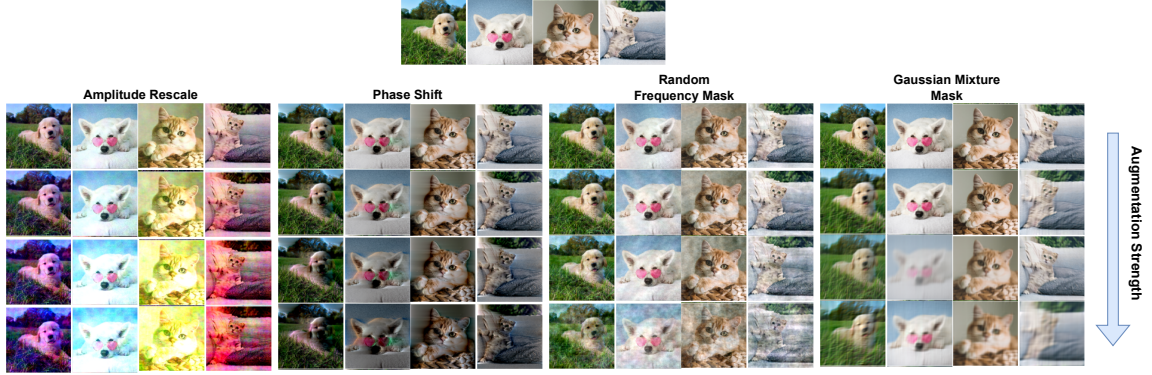 Amplitude Rescale
Phase Shift
Random
Frequency Mask
Gaussian Mixture
Mask
Augmentation Strength